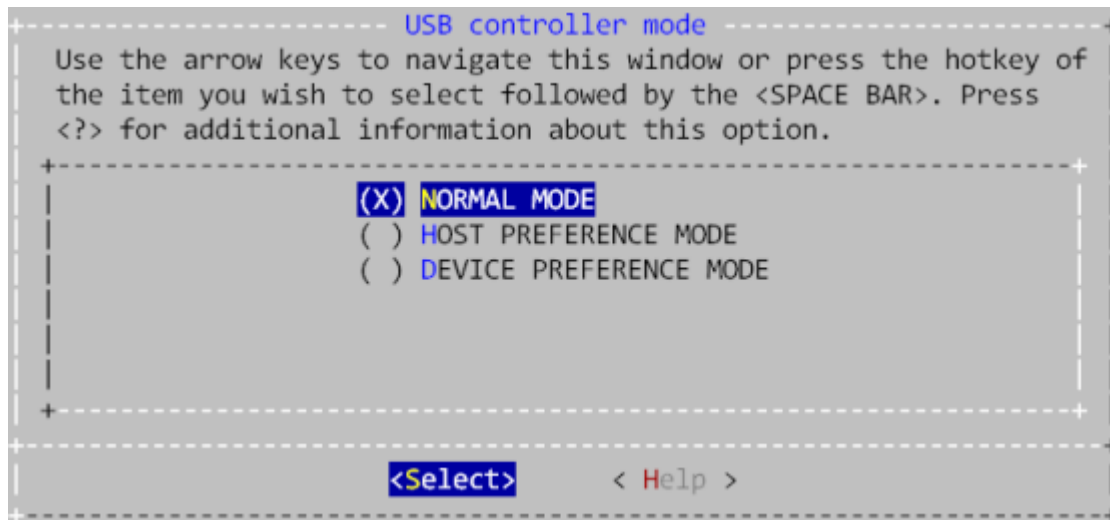 USB controller mode
Use the arrow keys to navigate this window or press the hotkey of
the item you wish to select followed by the <SPACE BAR>. Press
<?> for additional information about this option.
(X) NORMAL MODE
( ) HOST PREFERENCE MODE
( ) DEVICE PREFERENCE MODE
<Select> < Help >